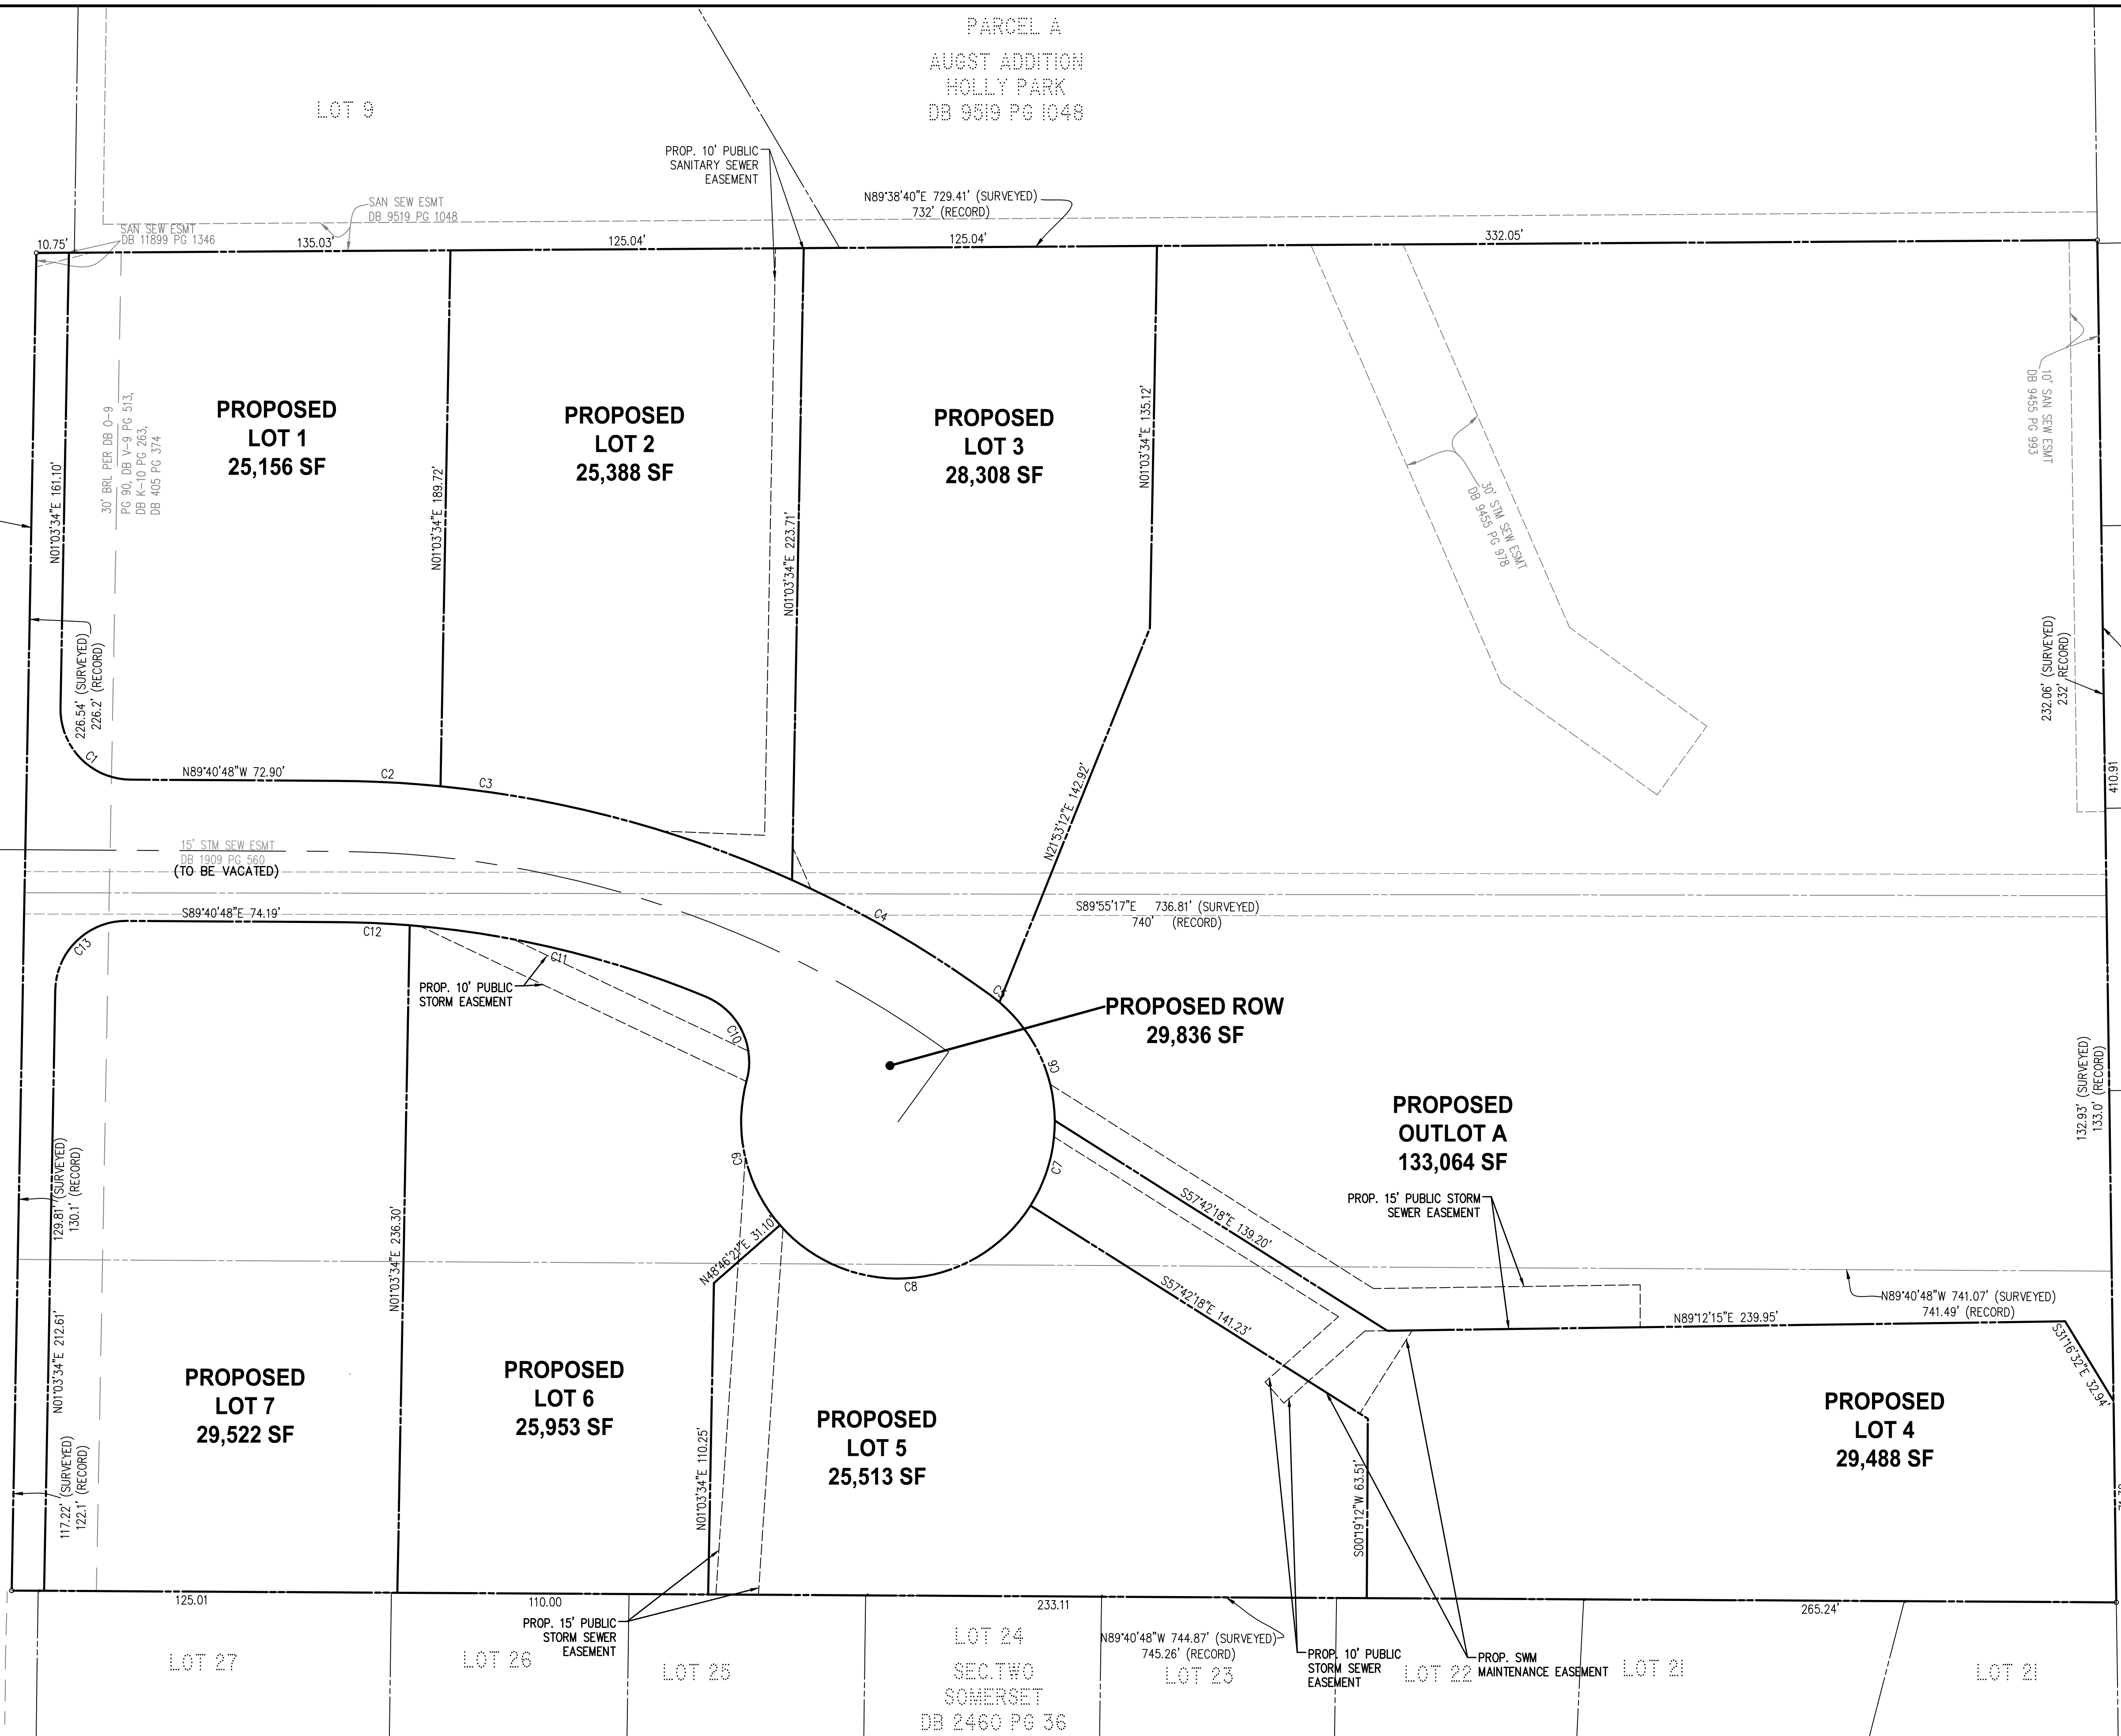 PARCEL A
AUGST ADDITION
HOLLY PARK
DB 9519 PG 1048
LOT 9
PROP. 10' PUBLIC
SANITARY SEWER
EASEMENT
N89°38'40"E 729.41' (SURVEYED)
732' (RECORD)
SAN SEW ESMT
DB 9519 PG 1048
SAN SEW ESMT
DB 11899 PG 1346
10.75'
135.03'
125.04'
125.04'
332.05'
PROPOSED
LOT 1
25,156 SF
PROPOSED
LOT 2
25,388 SF
PROPOSED
LOT 3
28,308 SF
N01°03'34"E 161.10'
30' BRL PER DB O-9
PG 90, DB V-9 PG 513,
DB K-10 PG 263,
DB 405 PG 374
N01°03'34"E 189.72'
N01°03'34"E 223.71'
N01°03'34"E 135.12'
30' STM SEW ESMT
DB 9455 PG 978
10' SAN SEW ESMT
DB 9455 PG 993
226.54' (SURVEYED)
226.2' (RECORD)
232.06' (SURVEYED)
232' RECORD)
C1
N89°40'48"W 72.90'
C2
C3
N21°53'12"E 142.92'
410.91
15' STM SEW ESMT
DB 1909 PG 560
(TO BE VACATED)
S89°40'48"E 74.19'
C4
S89°55'17"E 736.81' (SURVEYED)
740' (RECORD)
C13
C12
C11
PROP. 10' PUBLIC
STORM EASEMENT
C5
C10
PROPOSED ROW
29,836 SF
C6
132.93' (SURVEYED)
133.0' (RECORD)
PROPOSED
OUTLOT A
133,064 SF
C9
C7
129.81' (SURVEYED)
130.1' (RECORD)
N01°03'34"E 236.30'
S57°42'18"E 139.20'
PROP. 15' PUBLIC STORM
SEWER EASEMENT
N48°46'21"E 31.10'
C8
S57°42'18"E 141.23'
N89°40'48"W 741.07' (SURVEYED)
741.49' (RECORD)
N89°12'15"E 239.95'
S31°16'32"E 32.94'
N01°03'34"E 212.61'
PROPOSED
LOT 7
29,522 SF
PROPOSED
LOT 6
25,953 SF
PROPOSED
LOT 5
25,513 SF
PROPOSED
LOT 4
29,488 SF
117.22' (SURVEYED)
122.1' (RECORD)
N01°03'34"E 110.25'
S00°19'12"W 63.51'
125.01
110.00
233.11
265.24'
PROP. 15' PUBLIC
STORM SEWER
EASEMENT
N89°40'48"W 744.87' (SURVEYED)
745.26' (RECORD)
PROP. 10' PUBLIC
STORM SEWER
EASEMENT
PROP. SWM
MAINTENANCE EASEMENT
LOT 27
LOT 26
LOT 25
LOT 24
SEC.TWO
SOMERSET
DB 2460 PG 36
LOT 23
LOT 22
LOT 21
LOT 21